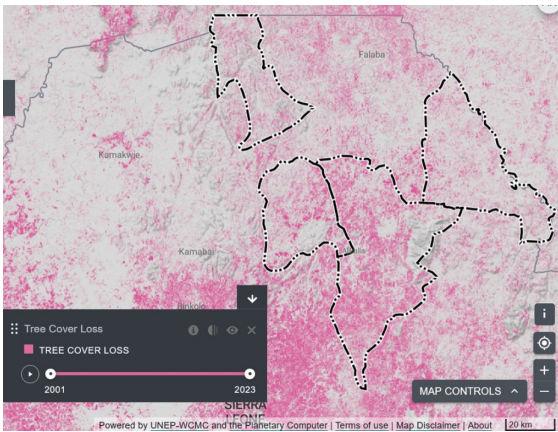 Falaba
Kamakwie
Kamabai
Binkolo
Tree Cover Loss
TREE COVER LOSS
2001
2023
SIERRA
LEONE
MAP CONTROLS
Powered by UNEP-WCMC and the Planetary Computer | Terms of use | Map Disclaimer | About
20 km